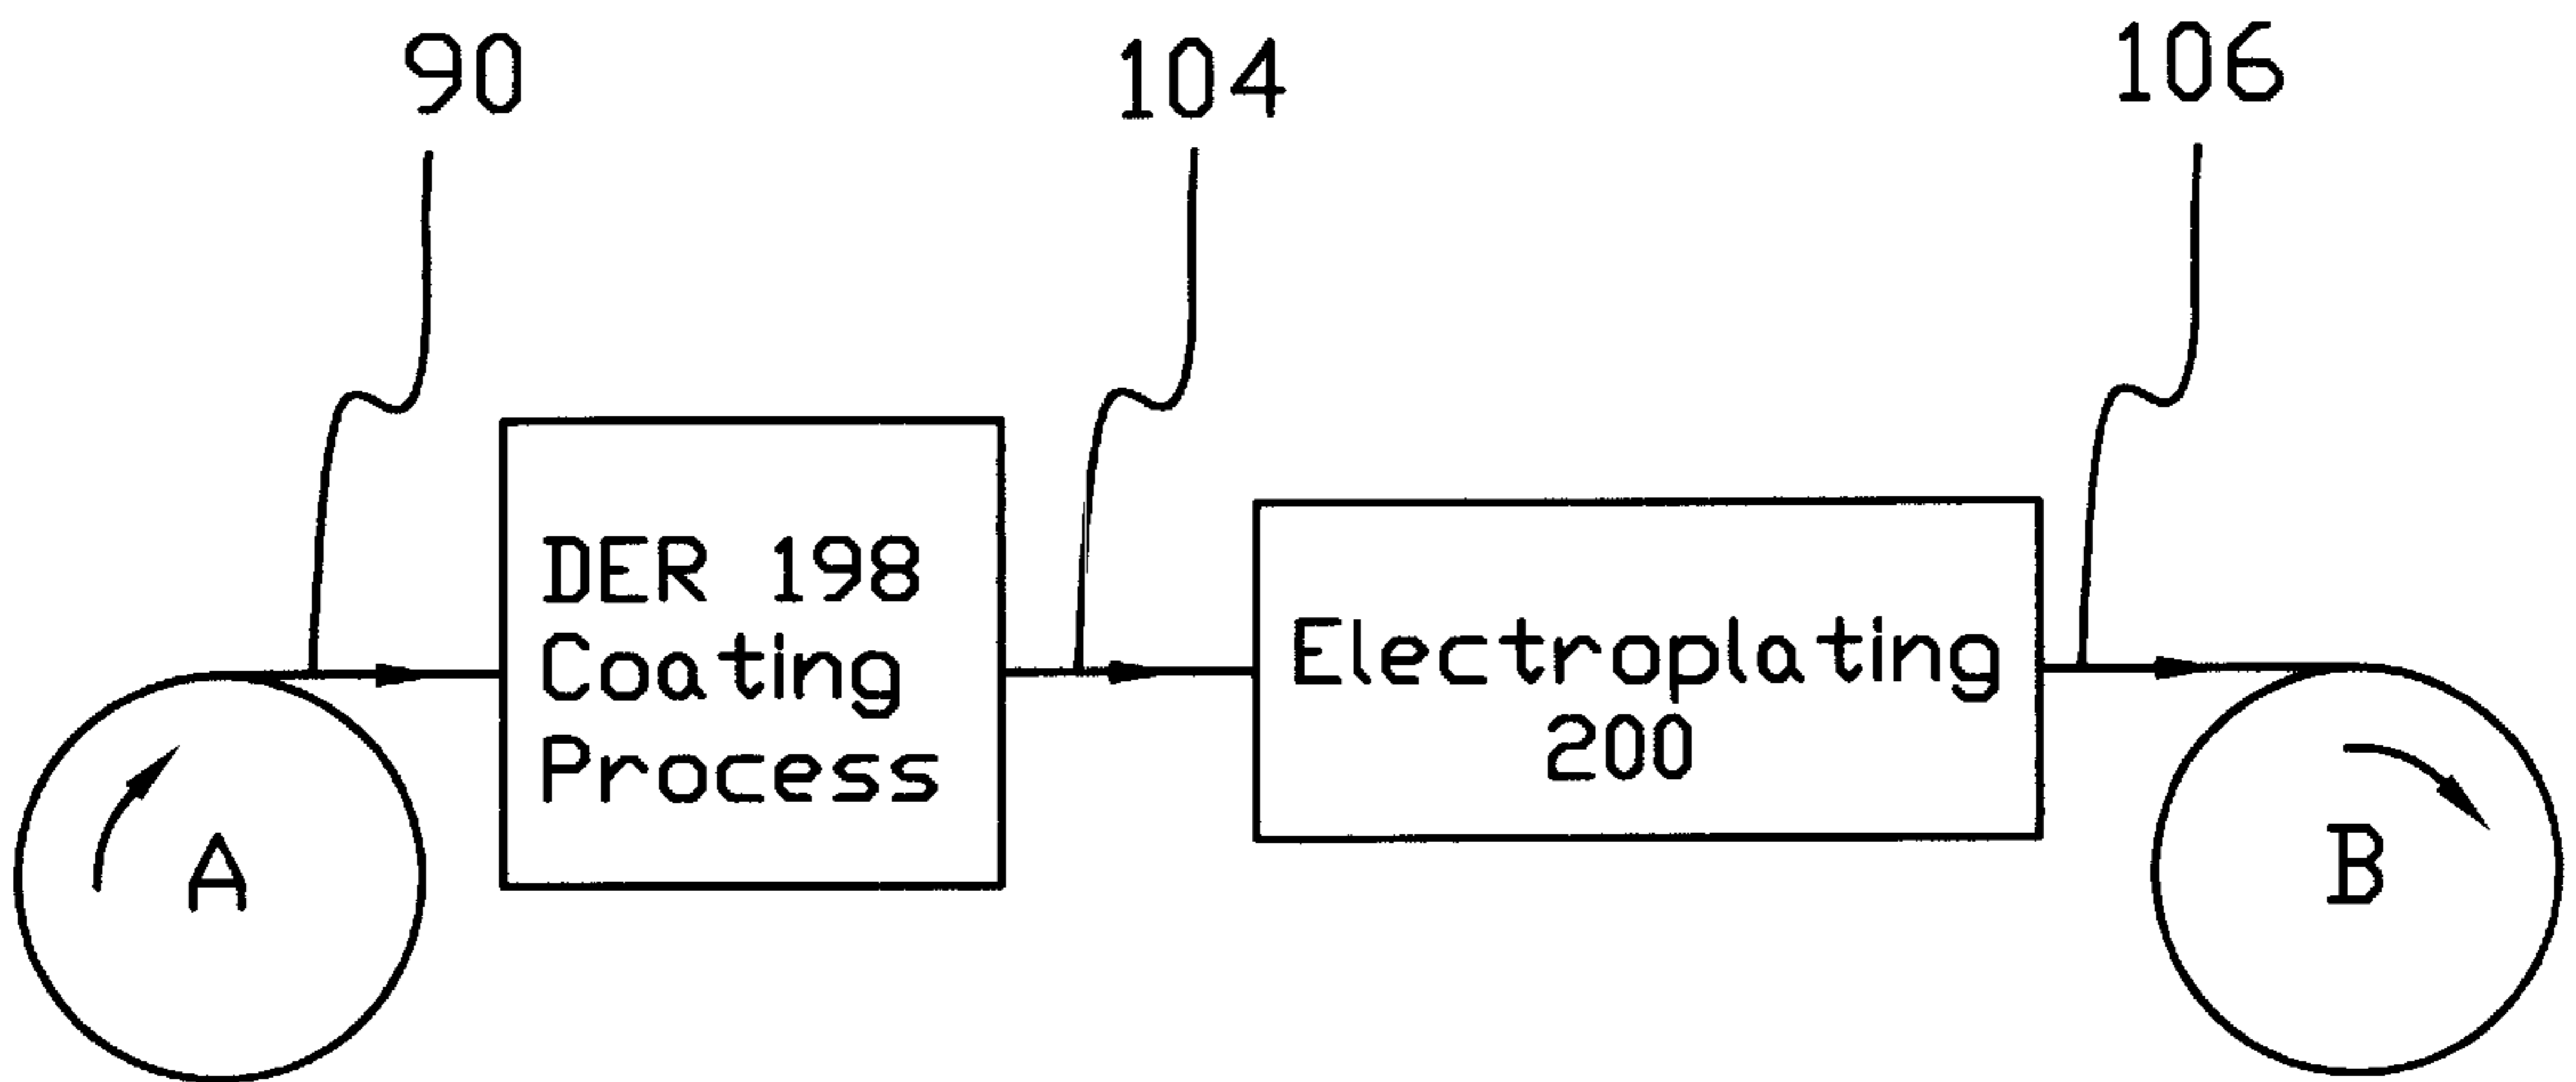 90
104
106
DER 198
Coating
Process
Electroplating
200
A
B